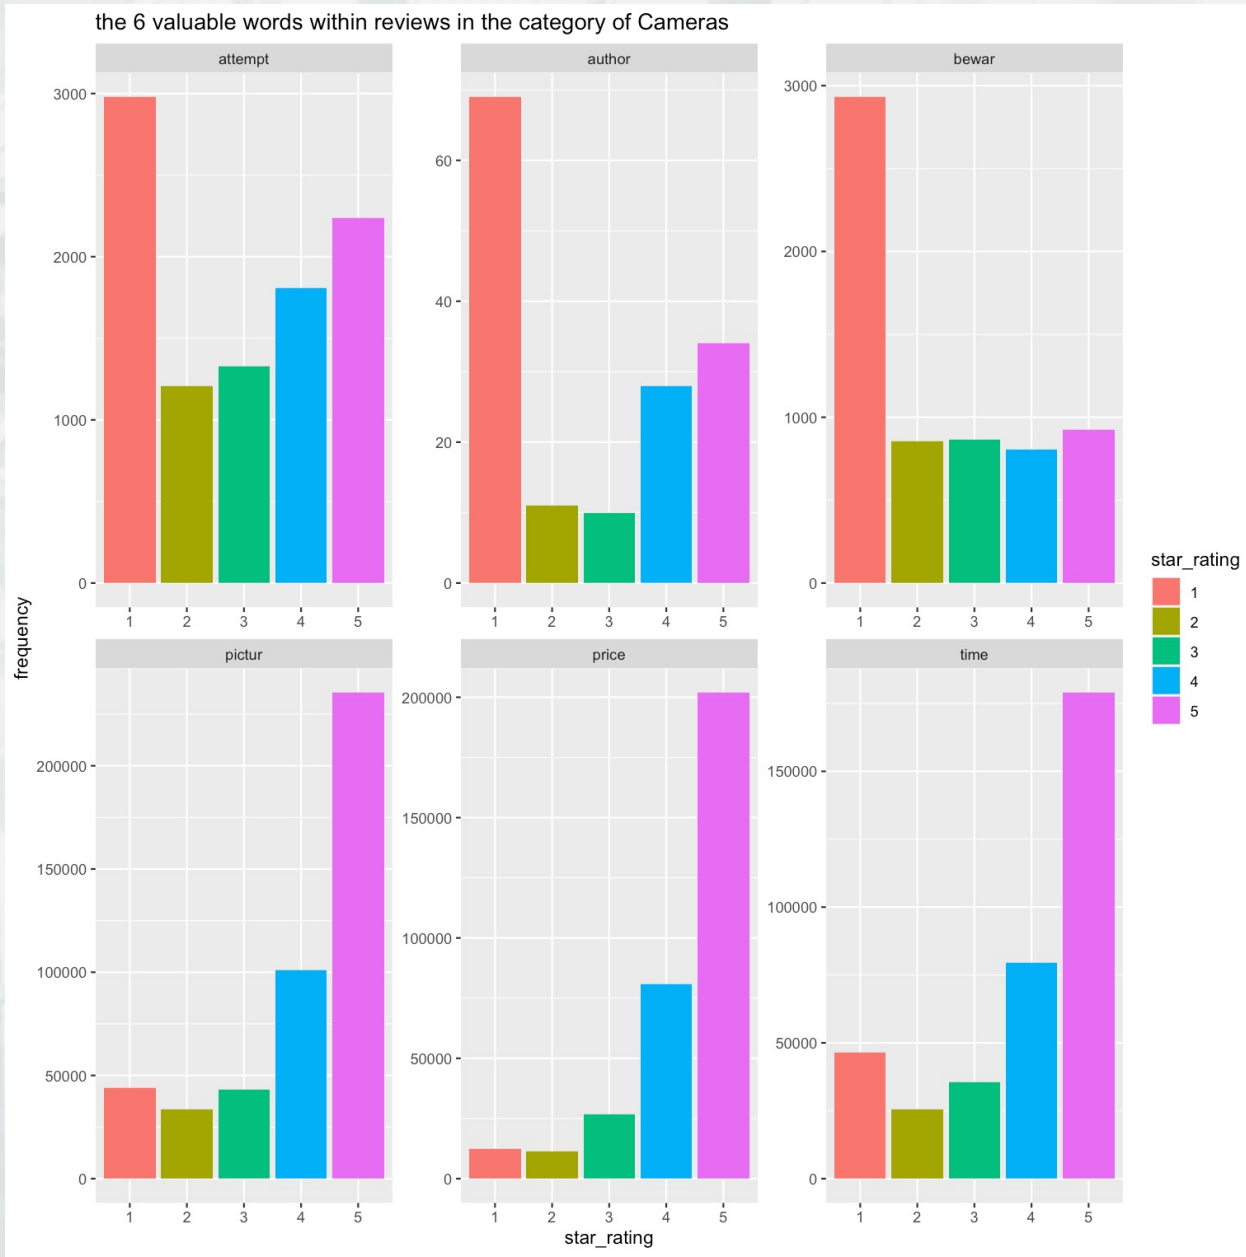 the 6 valuable words within reviews in the category of Cameras
attempt
3000
2000
1000
0
1 2 3 4 5
author
60
40
20
0
1 2 3 4 5
bewar
3000
2000
1000
0
1 2 3 4 5
frequency
pictur
200000
150000
100000
50000
0
1 2 3 4 5
price
200000
150000
100000
50000
0
1 2 3 4 5
time
150000
100000
50000
0
1 2 3 4 5
star_rating
star_rating
1
2
3
4
5